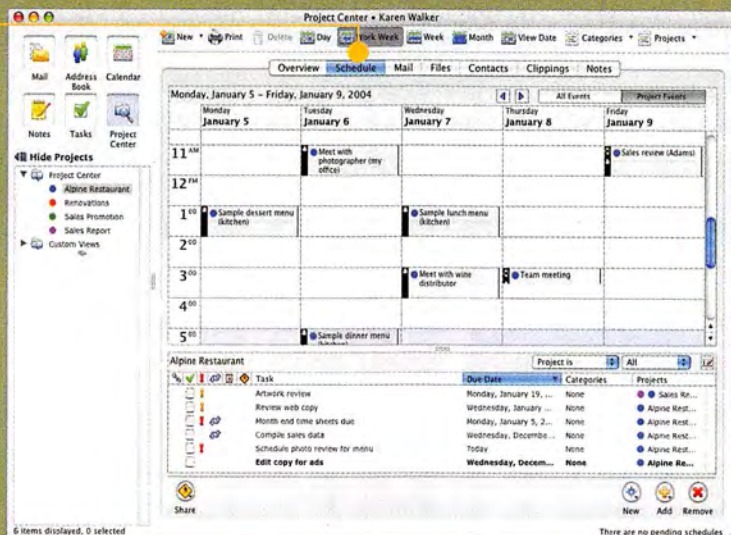 Project Center • Karen Walker
New Print Delete Day Work Week Week Month View Date Categories Projects
Mail Address Book Calendar
Notes Tasks Project Center
Overview Schedule Mail Files Contacts Clippings Notes
Monday, January 5 – Friday, January 9, 2004 All Events Project Events
Monday Tuesday Wednesday Thursday Friday
January 5 January 6 January 7 January 8 January 9
Hide Projects
Project Center
Alpine Restaurant
Renovations
Sales Promotion
Sales Report
Custom Views
11 AM
Meet with
photographer (my
office)
Sales review (Adams)
12 PM
1 00
Sample dessert menu
(kitchen)
Sample lunch menu
(kitchen)
2 00
3 00
Meet with wine
distributor
Team meeting
4 00
5 00
Sample dinner menu
(kitchen)
Alpine Restaurant Project is All
Task Due Date Categories Projects
Artwork review Monday, January 19, ... None Sales Re...
Review web copy Wednesday, January ... None Alpine Rest...
Month end time sheets due Monday, January 5, 2... None Alpine Rest...
Compile sales data Wednesday, Decembe... None Alpine Rest...
Schedule photo review for menu Today None Alpine Rest...
Edit copy for ads Wednesday, Decem... None Alpine Re...
Share New Add Remove
6 items displayed, 0 selected There are no pending schedules